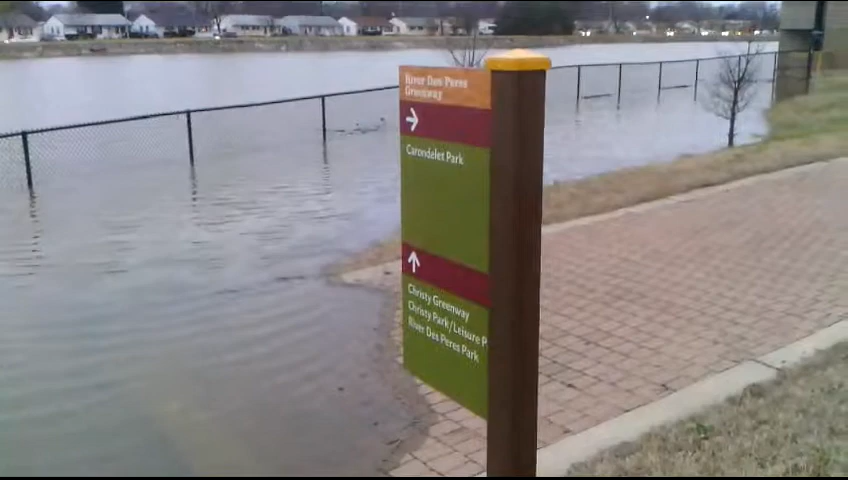 River Des Peres
Greenway
Carondelet Park
Christy Greenway
Christy Park/Leisure P
River Des Peres Park